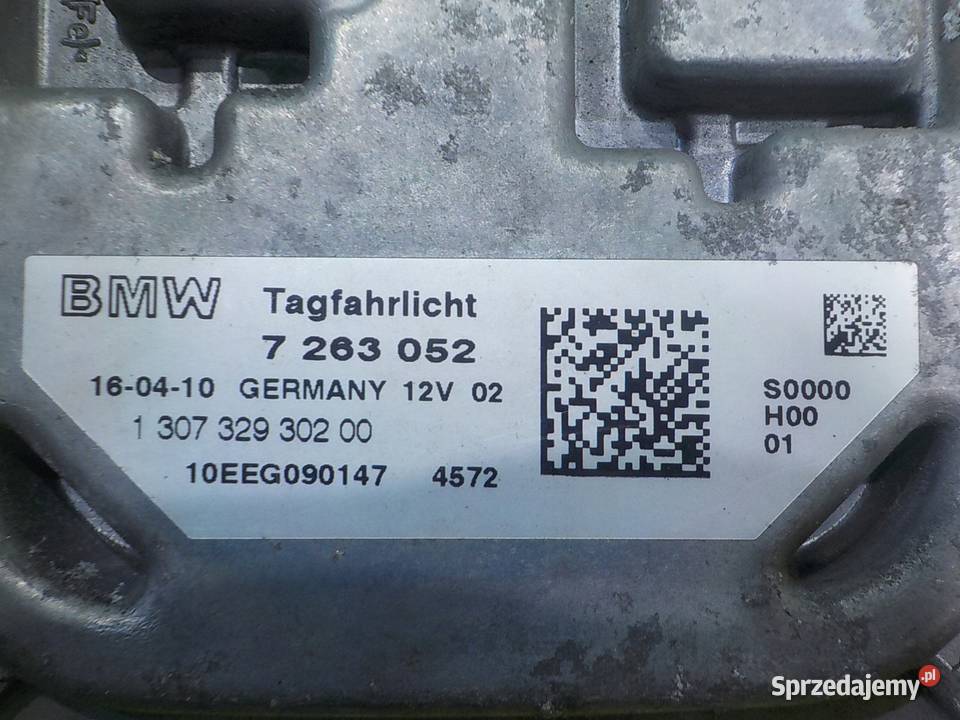 BMW Tagfahrlicht
7 263 052
16-04-10 GERMANY 12V 02
1 307 329 302 00
10EEG090147 4572
S0000
H00
01
Sprzedajemy.pl